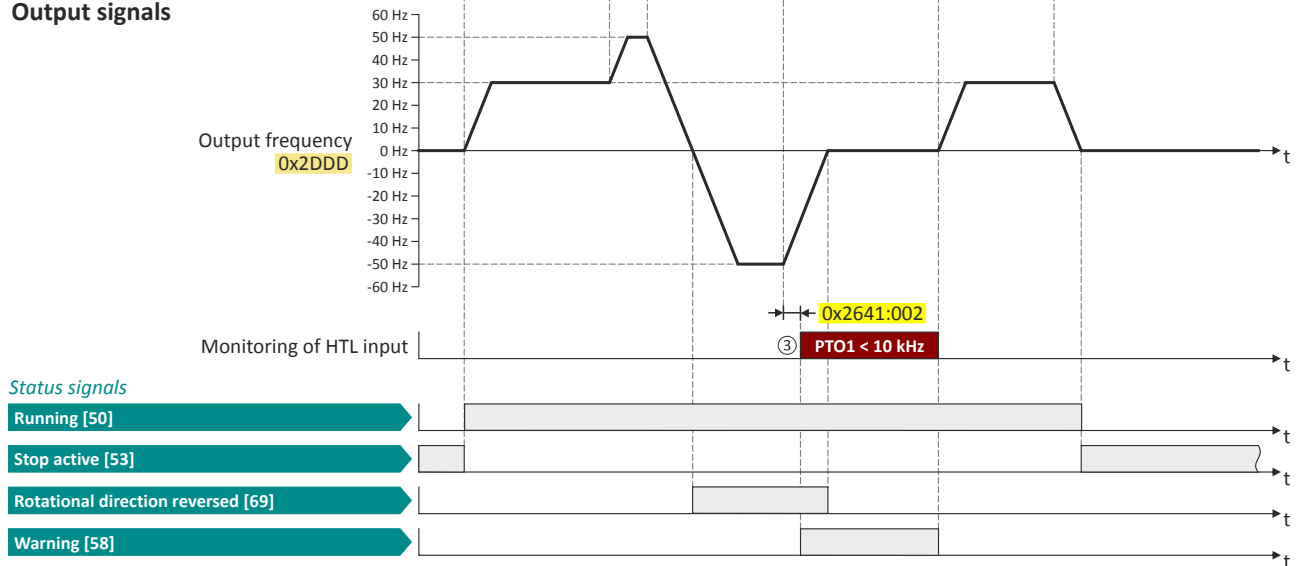 Output signals
60 Hz
50 Hz
40 Hz
30 Hz
20 Hz
10 Hz
0 Hz
-10 Hz
-20 Hz
-30 Hz
-40 Hz
-50 Hz
-60 Hz
Output frequency
0x2DDD
t
0x2641:002
Monitoring of HTL input
③ PTO1 < 10 kHz
t
Status signals
Running [50]
t
Stop active [53]
t
Rotational direction reversed [69]
t
Warning [58]
t